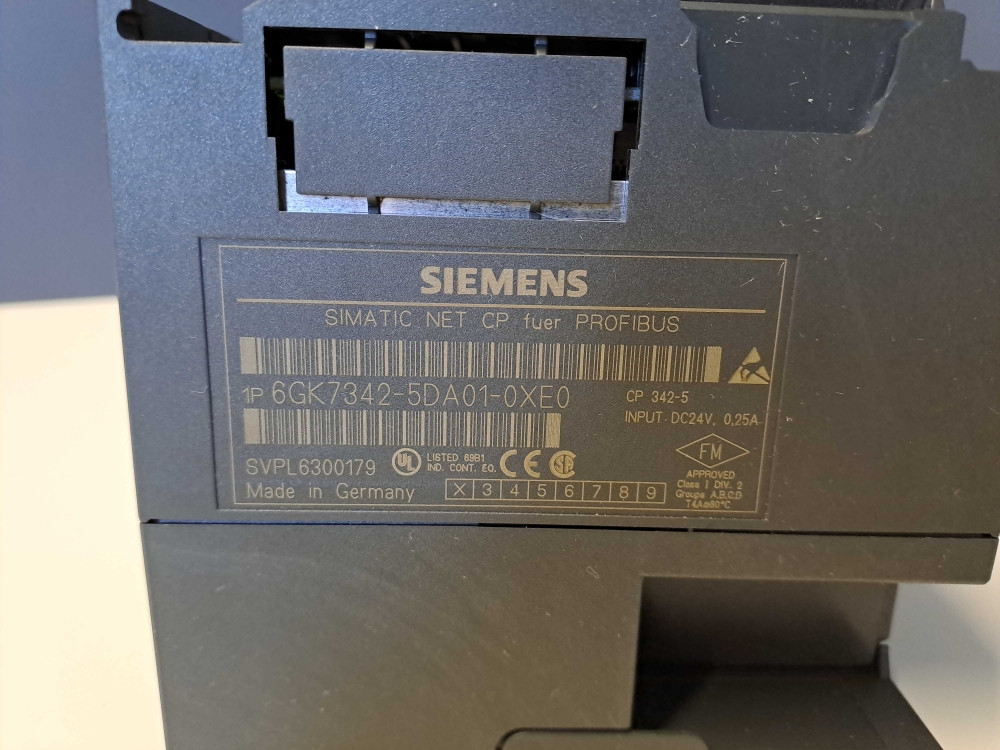 SIEMENS
SIMATIC NET CP fuer PROFIBUS
1P 6GK7342-5DA01-0XE0
CP 342-5
INPUT: DC24V, 0,25A
SVPL6300179
UL
LISTED 69B1
IND. CONT. EQ.
CE
FM
APPROVED
Class I DIV. 2
Groups A,B,C,D
Made in Germany
X 3 4 5 6 7 8 9